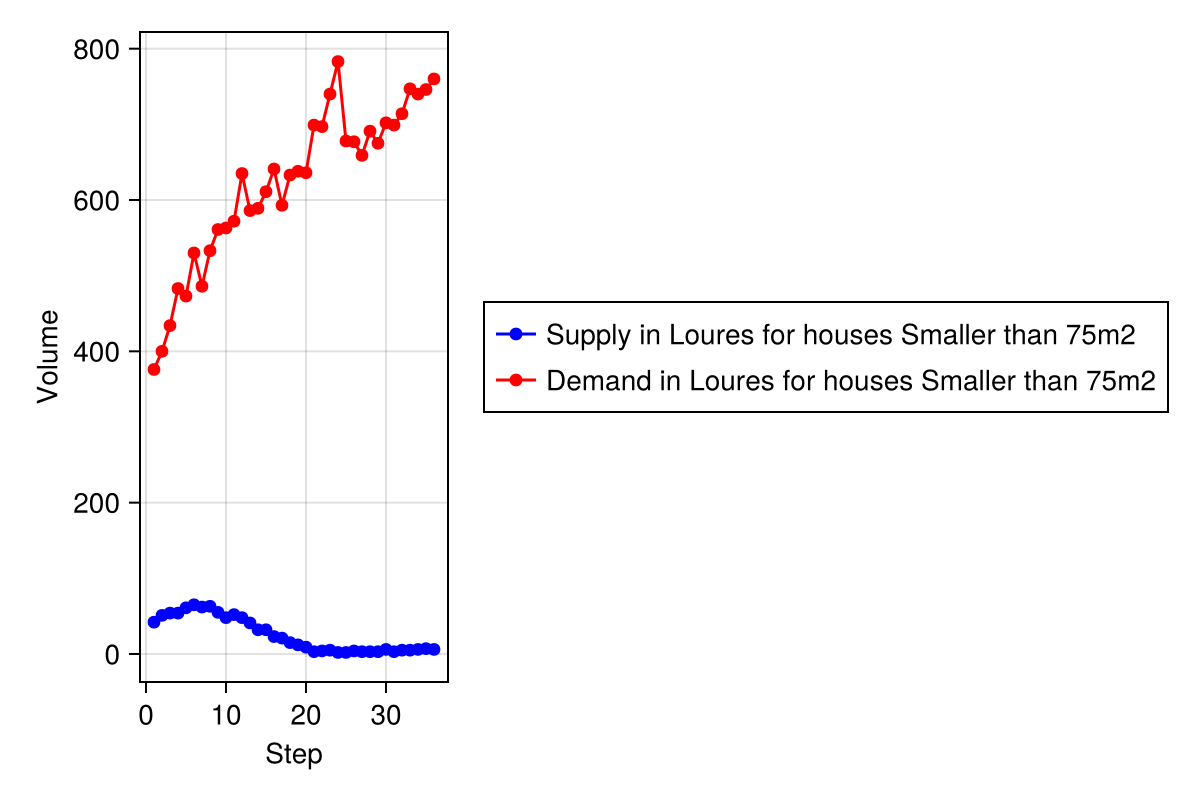 800
600
400
200
0
Volume
0 10 20 30
Step
Supply in Loures for houses Smaller than 75m2
Demand in Loures for houses Smaller than 75m2